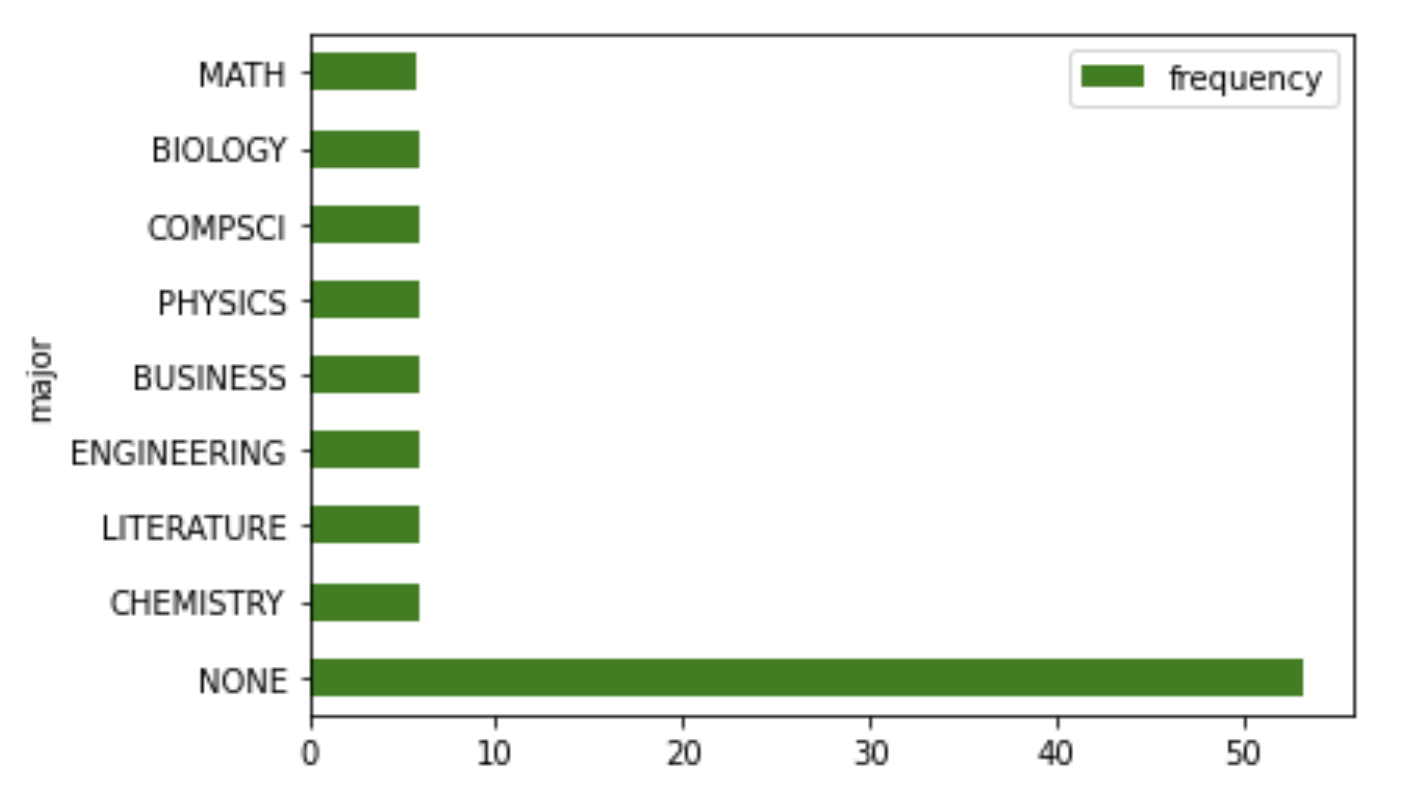 frequency
MATH
BIOLOGY
COMPSCI
PHYSICS
BUSINESS
ENGINEERING
LITERATURE
CHEMISTRY
NONE
major
0 10 20 30 40 50